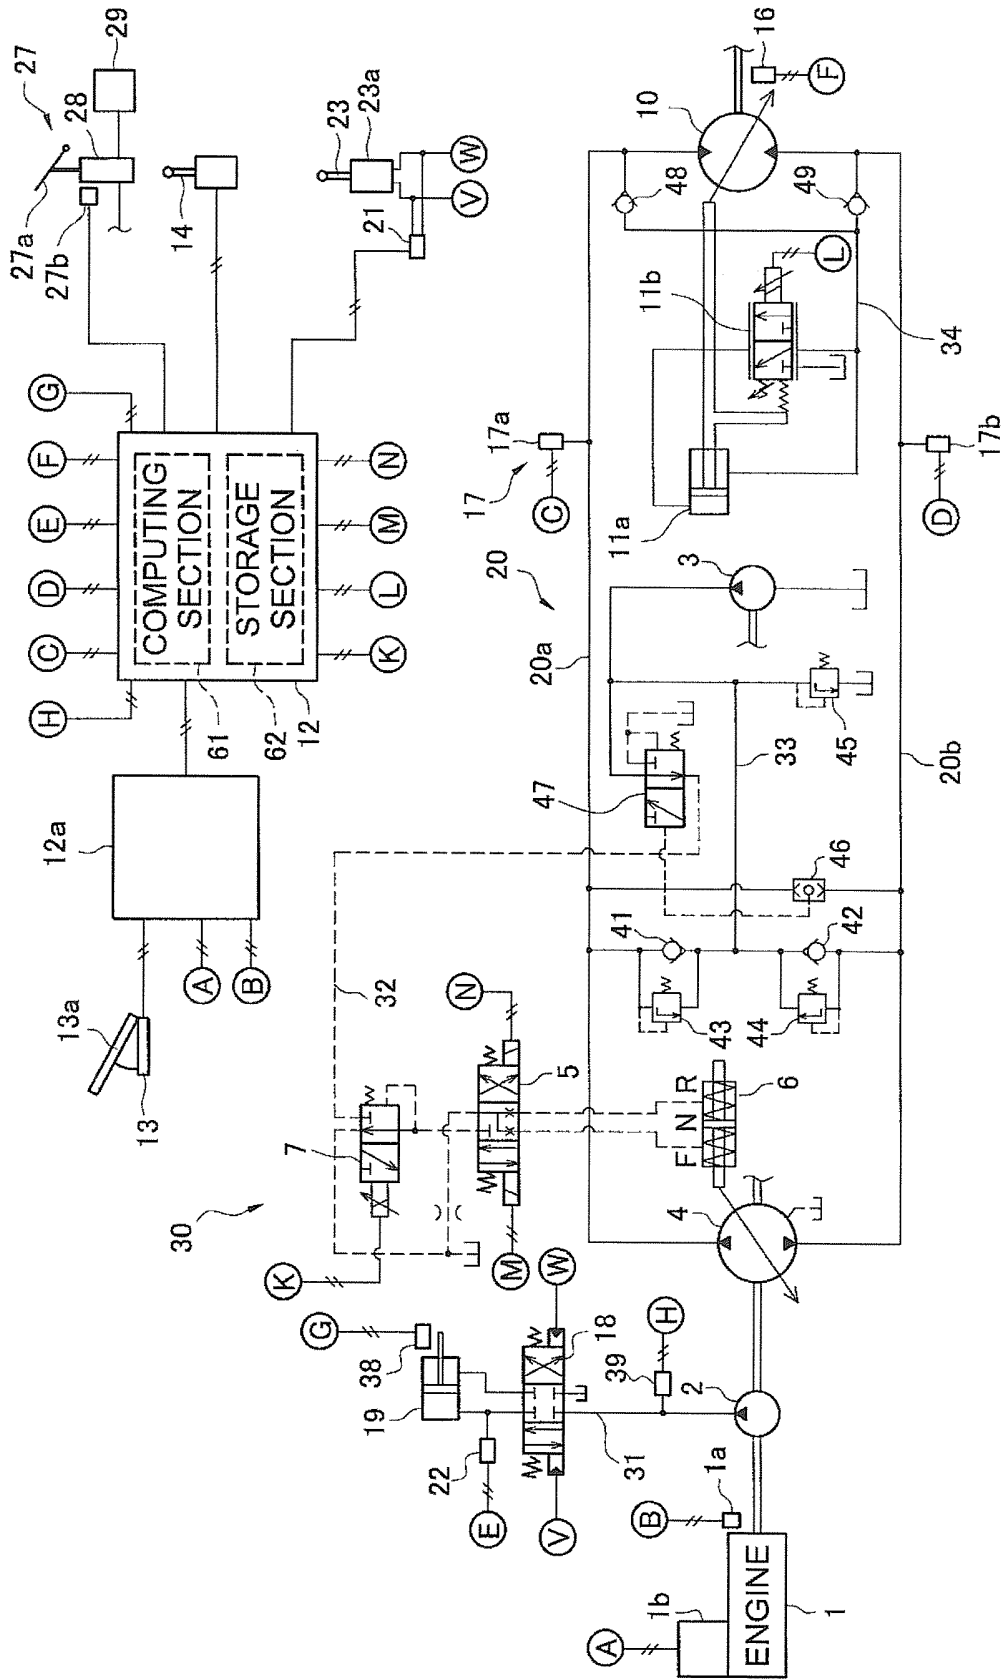 29
27
28
27a
27b
14
23
23a
21
V
W
G
F
E
D
C
H
COMPUTING
SECTION
STORAGE
SECTION
61
62
12
K
L
M
N
12a
13a
13
A
B
16
F
10
48
49
11b
L
34
17a
17
C
11a
17b
D
20
20a
3
47
33
45
20b
46
41
42
43
44
32
N
7
5
30
K
M
F N R
6
4
G
38
19
22
E
W
18
V
31
39
H
2
B
1a
1b
A
ENGINE
1